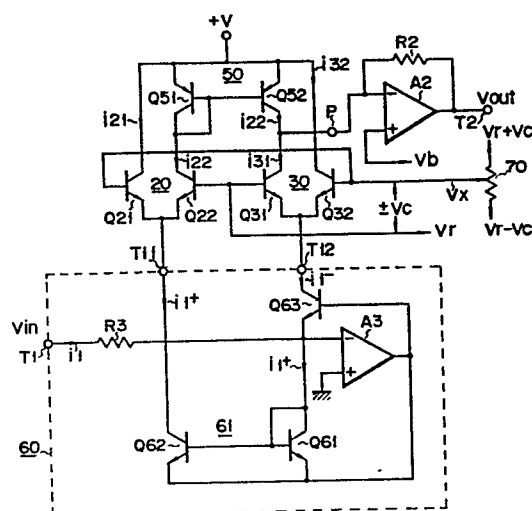 +V
R2
50
i32
Q51
Q52
A2
i21
i22
P
Vout
T2
Vr+Vc
i22
i31
Vb
70
20
30
Vx
Q21
Q22
Q31
Q32
±Vc
Vr
Vr-Vc
T11
T12
i1-
i1+
Q63
Vin
R3
A3
T1
i1
i1+
61
60
Q62
Q61